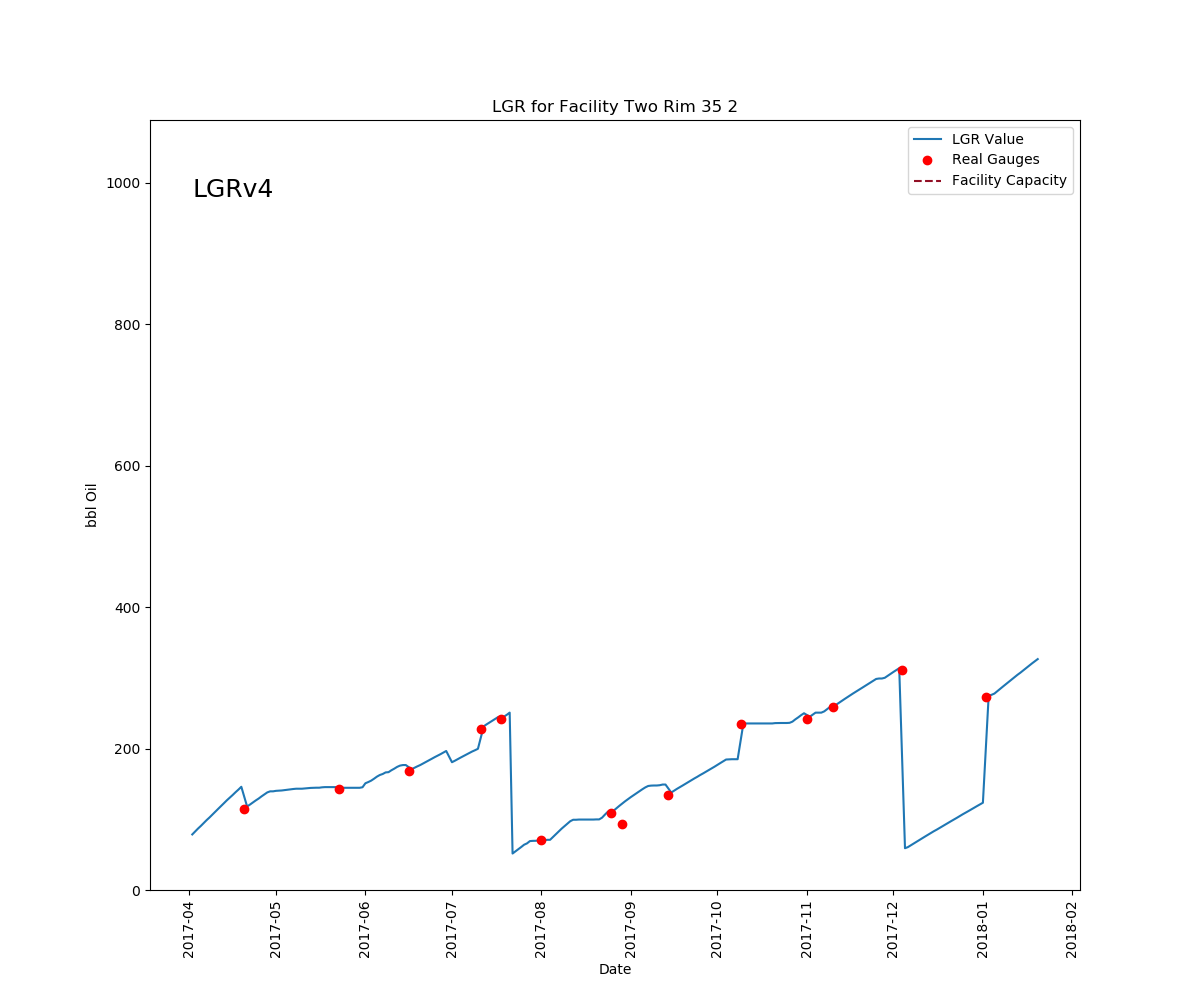 LGR for Facility Two Rim 35 2
LGRv4
LGR Value
Real Gauges
Facility Capacity
bbl Oil
1000
800
600
400
200
0
2017-04
2017-05
2017-06
2017-07
2017-08
2017-09
2017-10
2017-11
2017-12
2018-01
2018-02
Date